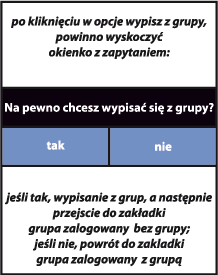 po kliknięciu w opcje wypisz z grupy,
powinno wyskoczyć
okienko z zapytaniem:
Na pewno chcesz wypisać się z grupy?
tak
nie
jeśli tak, wypisanie z grup, a następnie
przejscie do zakładki
grupa zalogowany bez grupy;
jeśli nie, powrót do zakladki
grupa zalogowany z grupą